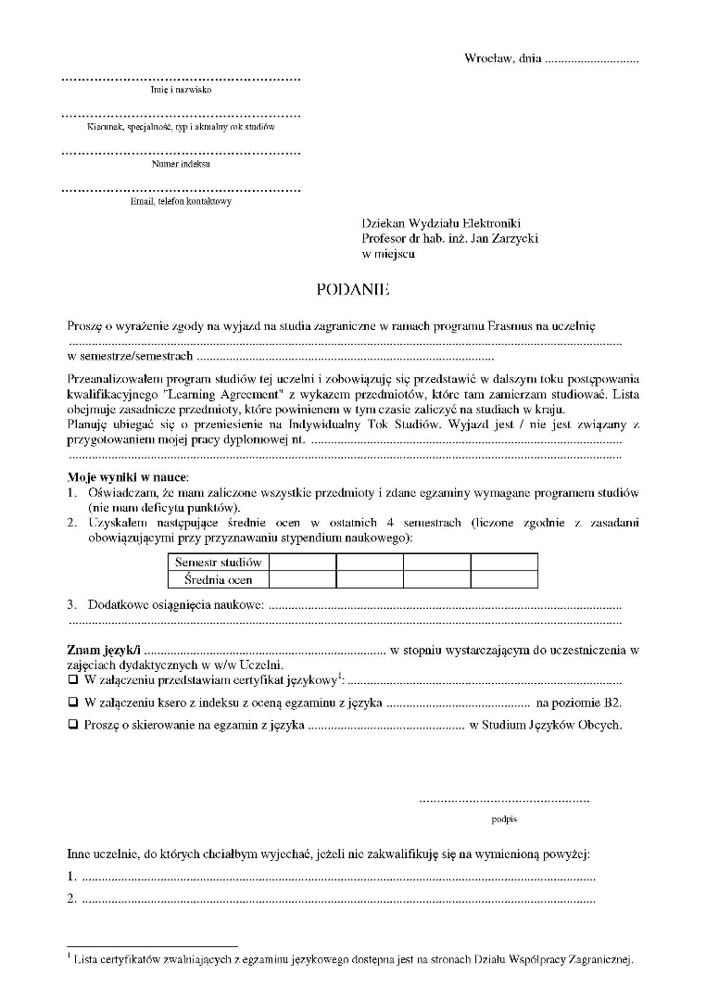 Wrocław, dnia .............................
..........................................................
Imię i nazwisko
..........................................................
Kierunek, specjalność, typ i aktualny rok studiów
..........................................................
Numer indeksu
..........................................................
Email, telefon kontaktowy
Dziekan Wydziału Elektroniki
Profesor dr hab. inż. Jan Zarzycki
w miejscu
PODANIE
Proszę o wyrażenie zgody na wyjazd na studia zagraniczne w ramach programu Erasmus na uczelnię
..........................................................................................................................................................................
w semestrze/semestrach ...........................................................................................
Przeanalizowałem program studiów tej uczelni i zobowiązuję się przedstawić w dalszym toku postępowania
kwalifikacyjnego "Learning Agreement" z wykazem przedmiotów, które tam zamierzam studiować. Lista
obejmuje zasadnicze przedmioty, które powinienem w tym czasie zaliczyć na studiach w kraju.
Planuję ubiegać się o przeniesienie na Indywidualny Tok Studiów. Wyjazd jest / nie jest związany z
przygotowaniem mojej pracy dyplomowej nt. ................................................................................................
..........................................................................................................................................................................
Moje wyniki w nauce:
1. Oświadczam, że mam zaliczone wszystkie przedmioty i zdane egzaminy wymagane programem studiów
(nie mam deficytu punktów).
2. Uzyskałem następujące średnie ocen w ostatnich 4 semestrach (liczone zgodnie z zasadami
obowiązującymi przy przyznawaniu stypendium naukowego):
Semestr studiów
Średnia ocen
3. Dodatkowe osiągnięcia naukowe: .............................................................................................................
..........................................................................................................................................................................
Znam język/i .......................................................................... w stopniu wystarczającym do uczestniczenia w
zajęciach dydaktycznych w w/w Uczelni.
❑ W załączeniu przedstawiam certyfikat językowy1: ....................................................................................
❑ W załączeniu ksero z indeksu z oceną egzaminu z języka ............................................ na poziomie B2.
❑ Proszę o skierowanie na egzamin z języka ................................................ w Studium Języków Obcych.
................................................
podpis
Inne uczelnie, do których chciałbym wyjechać, jeżeli nie zakwalifikuję się na wymienioną powyżej:
1. .............................................................................................................................................................
2. .............................................................................................................................................................
1 Lista certyfikatów zwalniających z egzaminu językowego dostępna jest na stronach Działu Współpracy Zagranicznej.